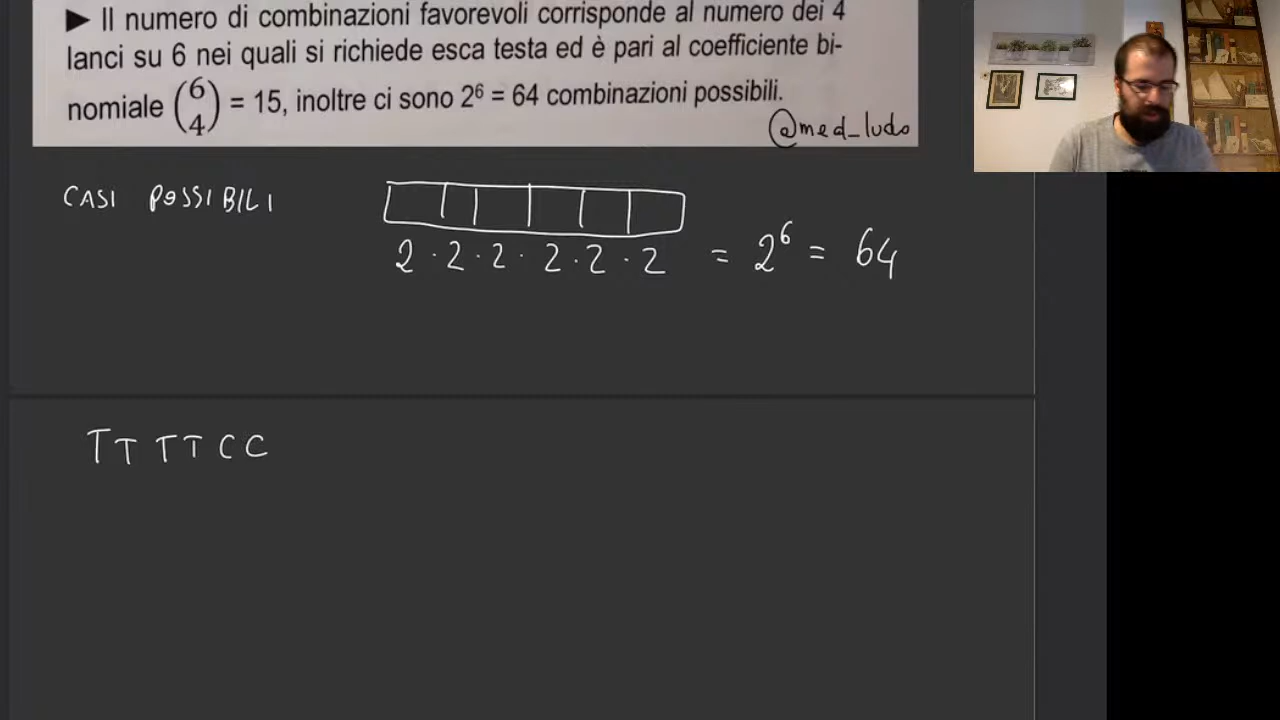 ▶ Il numero di combinazioni favorevoli corrisponde al numero dei 4
lanci su 6 nei quali si richiede esca testa ed è pari al coefficiente bi-
nomiale (6 4) = 15, inoltre ci sono 2⁶ = 64 combinazioni possibili.
@med_ludo
CASI POSSIBILI
2 · 2 · 2 · 2 · 2 · 2 = 2⁶ = 64
T T T T C C